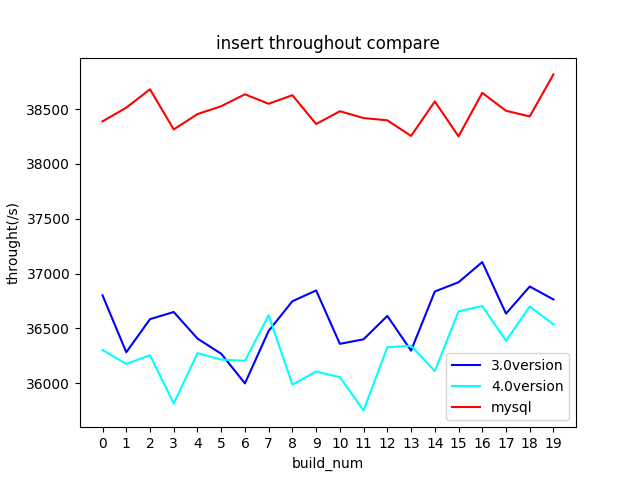 insert throughout compare
throught(/s)
38500
38000
37500
37000
36500
36000
0 1 2 3 4 5 6 7 8 9 10 11 12 13 14 15 16 17 18 19
build_num
3.0version
4.0version
mysql